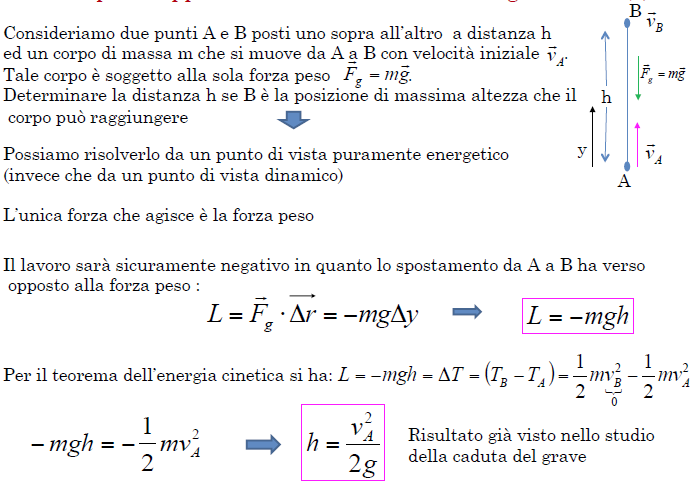 Consideriamo due punti A e B posti uno sopra all'altro a distanza h
ed un corpo di massa m che si muove da A a B con velocità iniziale $\vec{v}_A$.
Tale corpo è soggetto alla sola forza peso $\vec{F}_g = m\vec{g}$.
Determinare la distanza h se B è la posizione di massima altezza che il
corpo può raggiungere
B $\vec{v}_B$
$\vec{F}_g = m\vec{g}$
h
y
$\vec{v}_A$
A
Possiamo risolverlo da un punto di vista puramente energetico
(invece che da un punto di vista dinamico)
L'unica forza che agisce è la forza peso
Il lavoro sarà sicuramente negativo in quanto lo spostamento da A a B ha verso
opposto alla forza peso :
$L = \vec{F}_g \cdot \overrightarrow{\Delta r} = -mg\Delta y$
$L = -mgh$
Per il teorema dell'energia cinetica si ha: $L = -mgh = \Delta T = (T_B - T_A) = \frac{1}{2} m \underbrace{v_B^2}_{0} - \frac{1}{2} m v_A^2$
$-mgh = -\frac{1}{2} m v_A^2$
$h = \frac{v_A^2}{2g}$
Risultato già visto nello studio
della caduta del grave